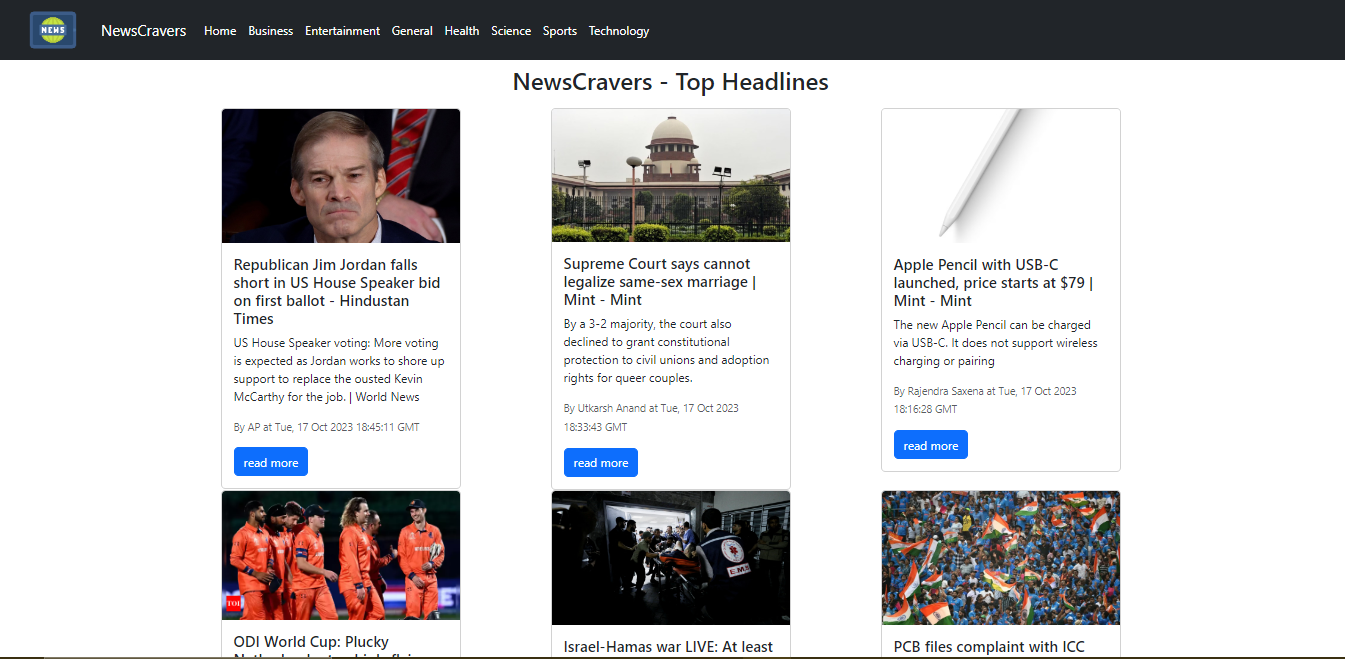 NEWS
NewsCravers Home Business Entertainment General Health Science Sports Technology
NewsCravers - Top Headlines
Republican Jim Jordan falls
short in US House Speaker bid
on first ballot - Hindustan
Times
US House Speaker voting: More voting
is expected as Jordan works to shore up
support to replace the ousted Kevin
McCarthy for the job. | World News
By AP at Tue, 17 Oct 2023 18:45:11 GMT
read more
Supreme Court says cannot
legalize same-sex marriage |
Mint - Mint
By a 3-2 majority, the court also
declined to grant constitutional
protection to civil unions and adoption
rights for queer couples.
By Utkarsh Anand at Tue, 17 Oct 2023
18:33:43 GMT
read more
Apple Pencil with USB-C
launched, price starts at $79 |
Mint - Mint
The new Apple Pencil can be charged
via USB-C. It does not support wireless
charging or pairing
By Rajendra Saxena at Tue, 17 Oct 2023
18:16:28 GMT
read more
TOI
ODI World Cup: Plucky
E.M.S
Israel-Hamas war LIVE: At least
PCB files complaint with ICC